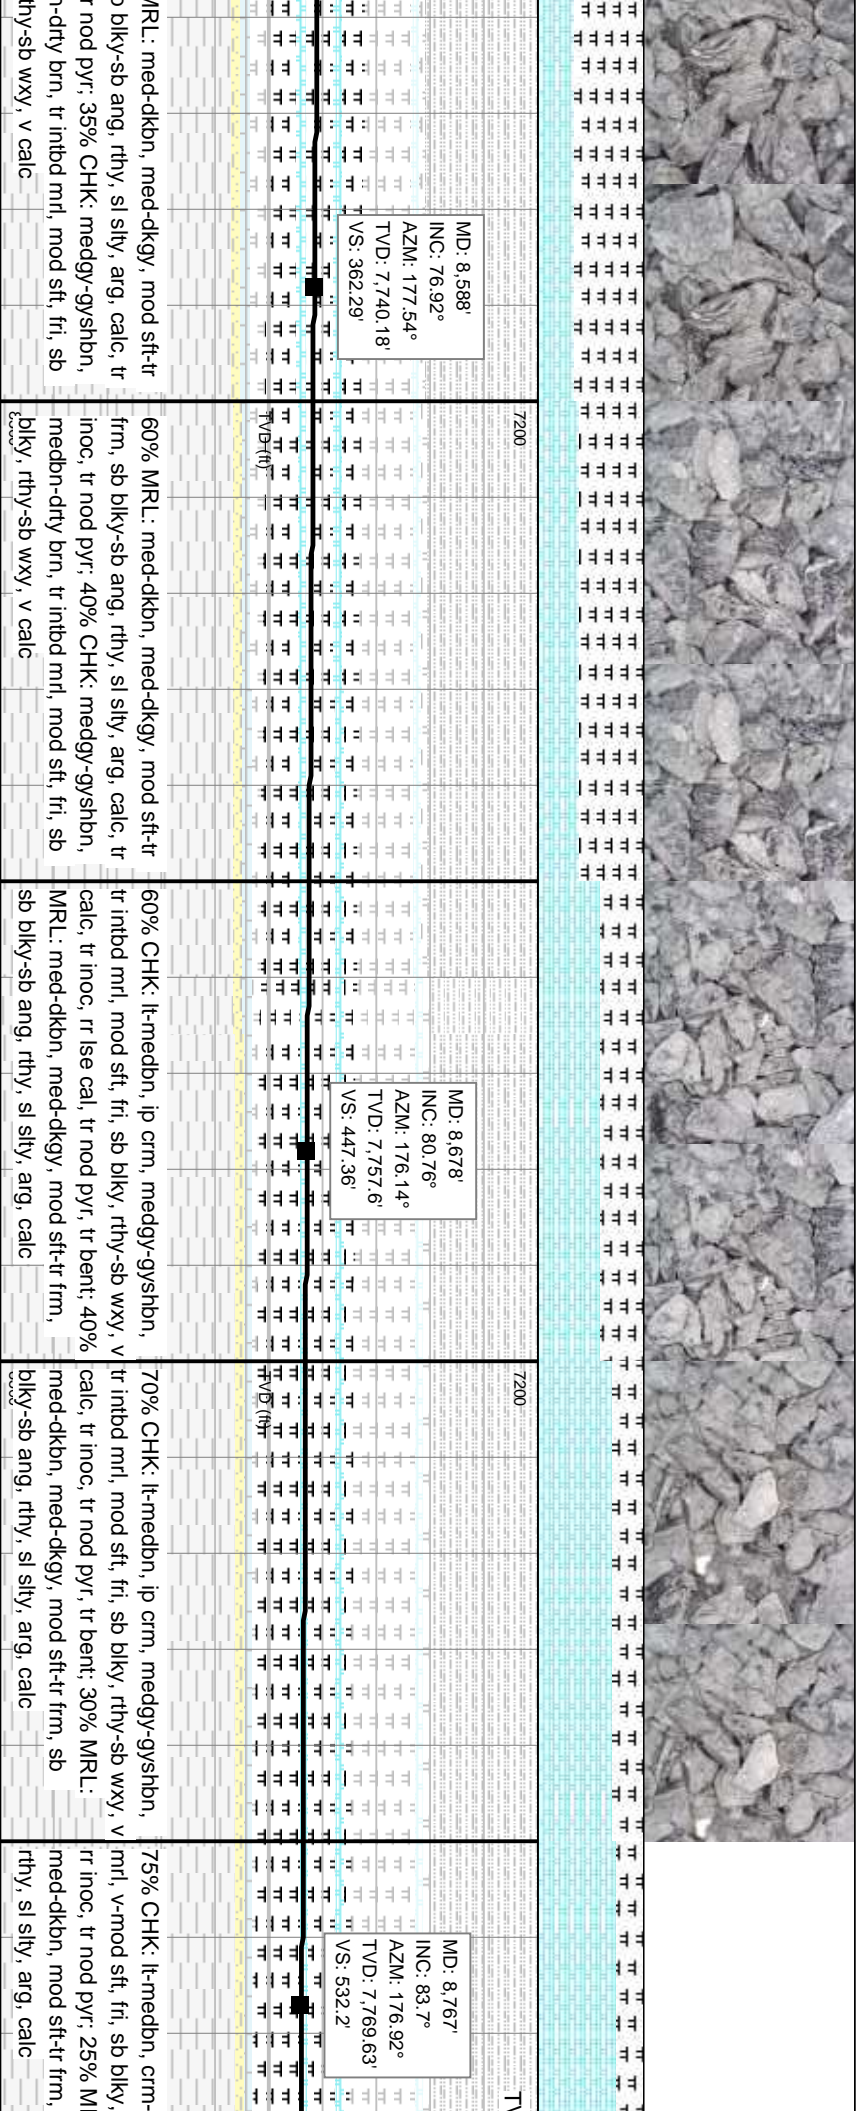 MRL: med-dkbn, med-dkgy, mod sft-tr
blky-sb ang, rthy, sl slty, arg, calc, tr
nod pyr; 35% CHK: medgy-gyshbn,
-drty brn, tr intbd mrl, mod sft, fri, sb
thy-sb wxy, v calc
MD: 8,588'
INC: 76.92°
AZM: 177.54°
TVD: 7,740.18'
VS: 362.29'
7200
TVD (ft)
60% MRL: med-dkbn, med-dkgy, mod sft-tr
frm, sb blky-sb ang, rthy, sl slty, arg, calc, tr
inoc, tr nod pyr; 40% CHK: medgy-gyshbn,
medbn-drty brn, tr intbd mrl, mod sft, fri, sb
blky, rthy-sb wxy, v calc
60% CHK: lt-medbn, ip crm, medgy-gyshbn,
tr intbd mrl, mod sft, fri, sb blky, rthy-sb wxy, v
calc, tr inoc, rr lse cal, tr nod pyr, tr bent; 40%
MRL: med-dkbn, med-dkgy, mod sft-tr frm,
sb blky-sb ang, rthy, sl slty, arg, calc
MD: 8,678'
INC: 80.76°
AZM: 176.14°
TVD: 7,757.6'
VS: 447.36'
7200
TVD (ft)
70% CHK: lt-medbn, ip crm, medgy-gyshbn,
tr intbd mrl, mod sft, fri, sb blky, rthy-sb wxy, v
calc, tr inoc, tr nod pyr, tr bent; 30% MRL:
med-dkbn, med-dkgy, mod sft-tr frm, sb
blky-sb ang, rthy, sl slty, arg, calc
75% CHK: lt-medbn, crm-
mrl, v-mod sft, fri, sb blky,
rr inoc, tr nod pyr; 25% M
med-dkbn, mod sft-tr frm,
rthy, sl slty, arg, calc
MD: 8,767'
INC: 83.7°
AZM: 176.92°
TVD: 7,769.63'
VS: 532.2'
TV